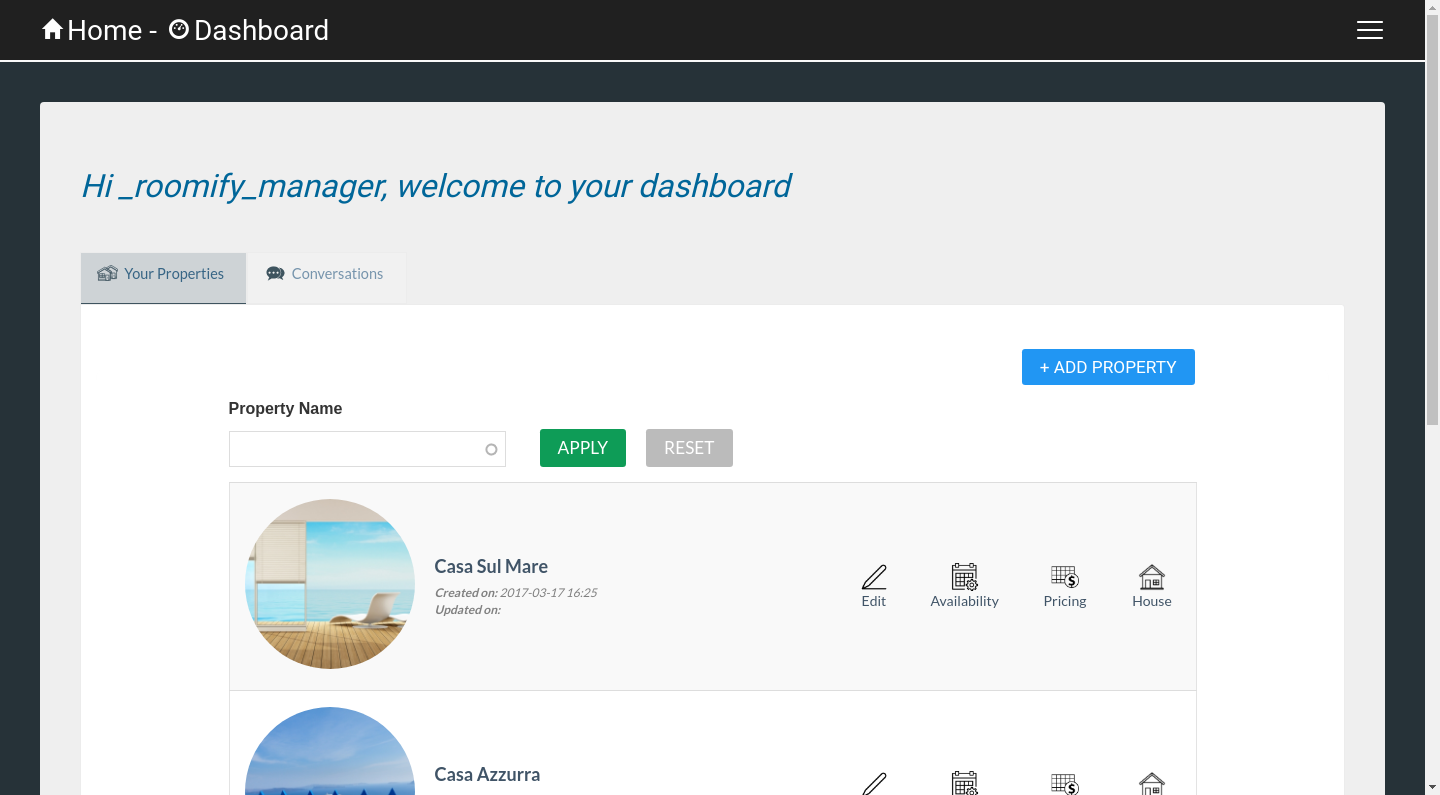 Home - Dashboard
Hi _roomify_manager, welcome to your dashboard
Your Properties Conversations
+ ADD PROPERTY
Property Name
APPLY RESET
Casa Sul Mare
Created on: 2017-03-17 16:25
Updated on:
Edit Availability Pricing House
Casa Azzurra